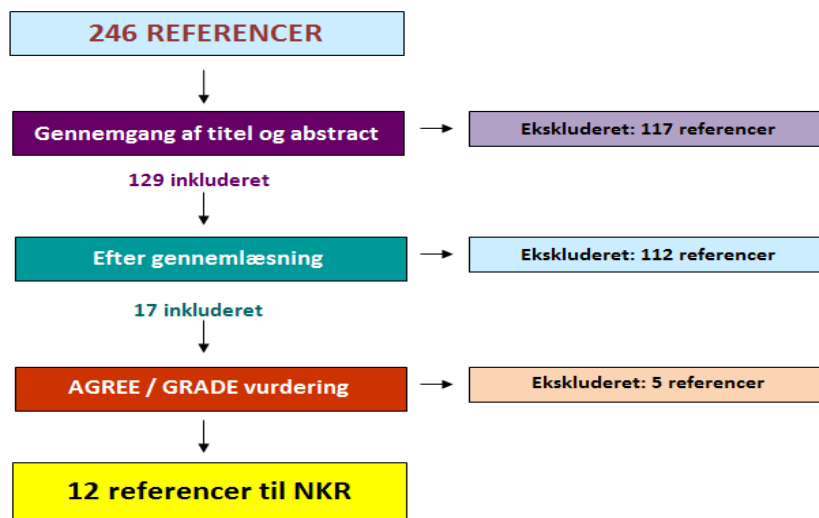 246 REFERENCER
Gennemgang af titel og abstract
Ekskluderet: 117 referencer
129 inkluderet
Efter gennemlæsning
Ekskluderet: 112 referencer
17 inkluderet
AGREE / GRADE vurdering
Ekskluderet: 5 referencer
12 referencer til NKR